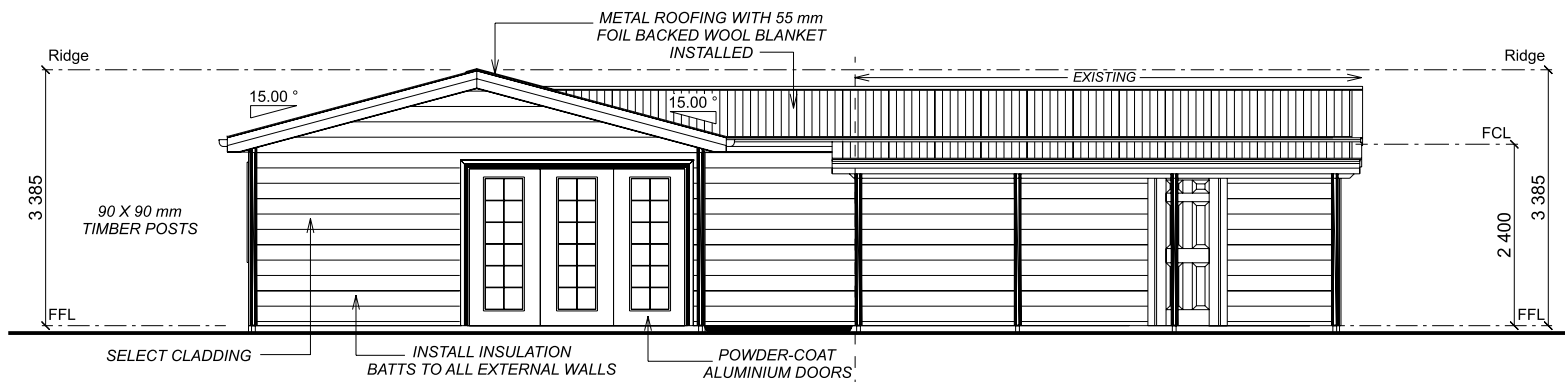 METAL ROOFING WITH 55 mm
FOIL BACKED WOOL BLANKET
INSTALLED
Ridge
Ridge
EXISTING
15.00 °
15.00 °
FCL
3 385
90 X 90 mm
TIMBER POSTS
3 385
2 400
FFL
FFL
SELECT CLADDING
INSTALL INSULATION
BATTS TO ALL EXTERNAL WALLS
POWDER-COAT
ALUMINIUM DOORS